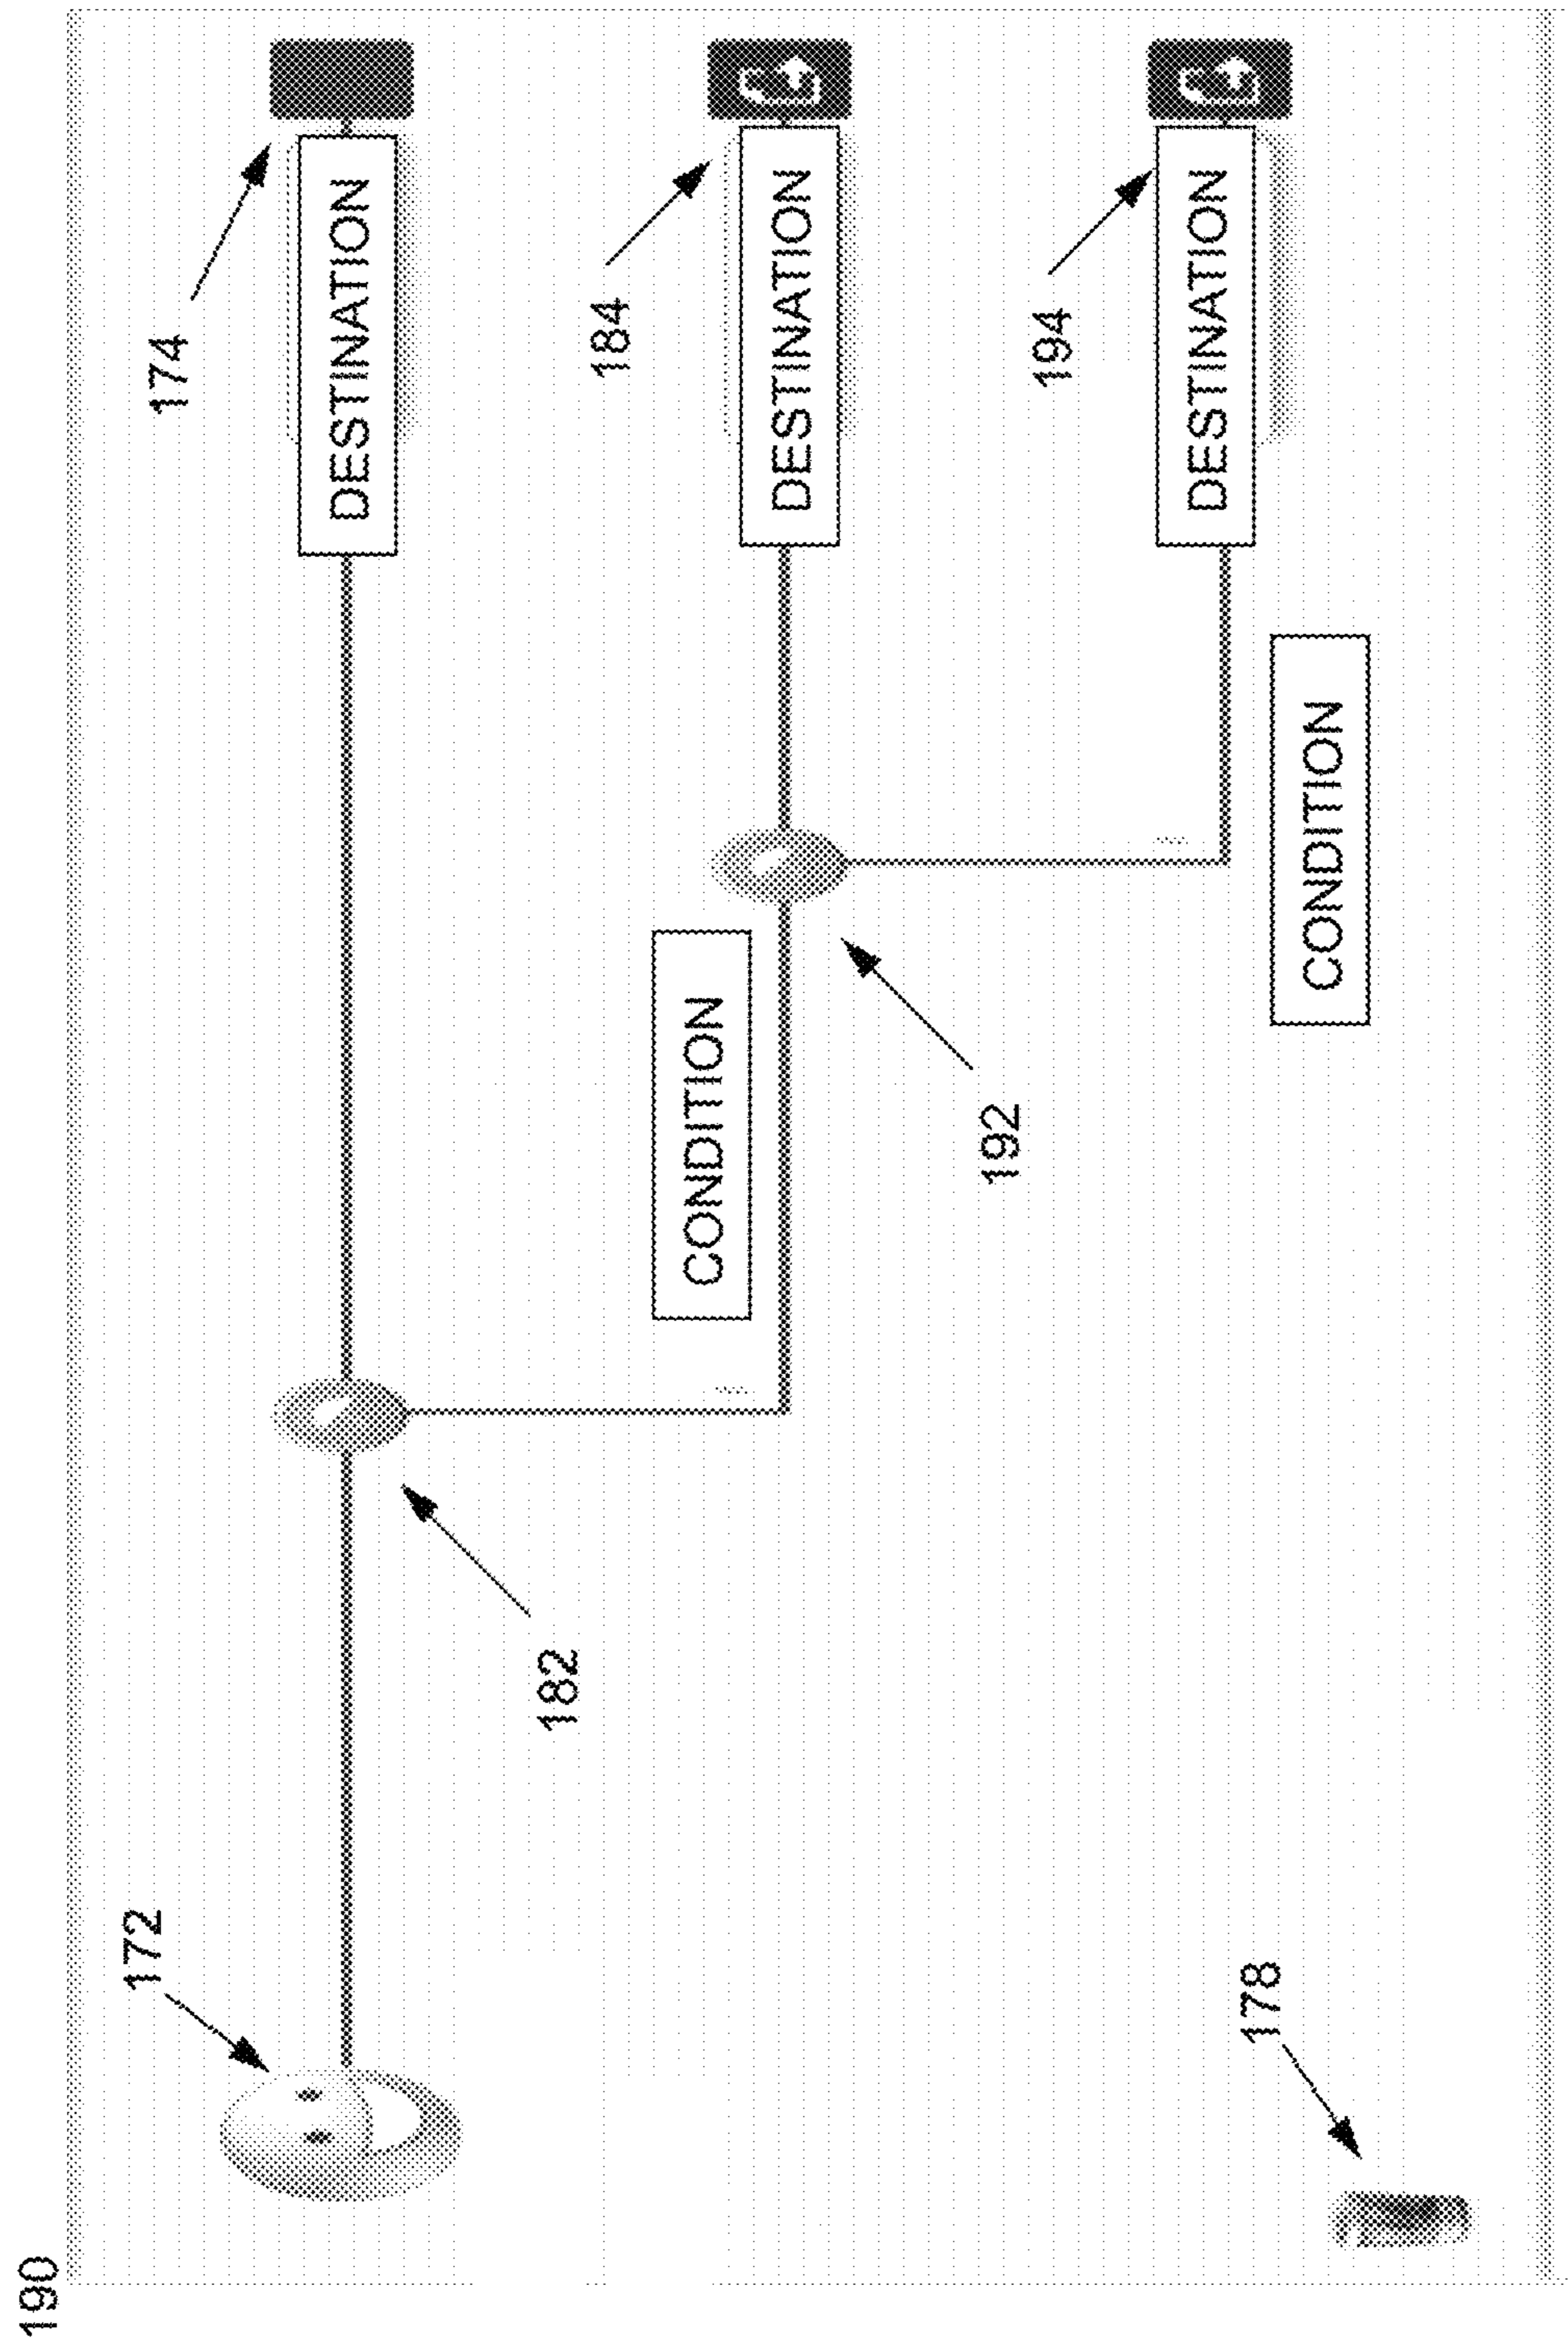 190
172
174
DESTINATION
182
184
DESTINATION
CONDITION
192
194
DESTINATION
CONDITION
178